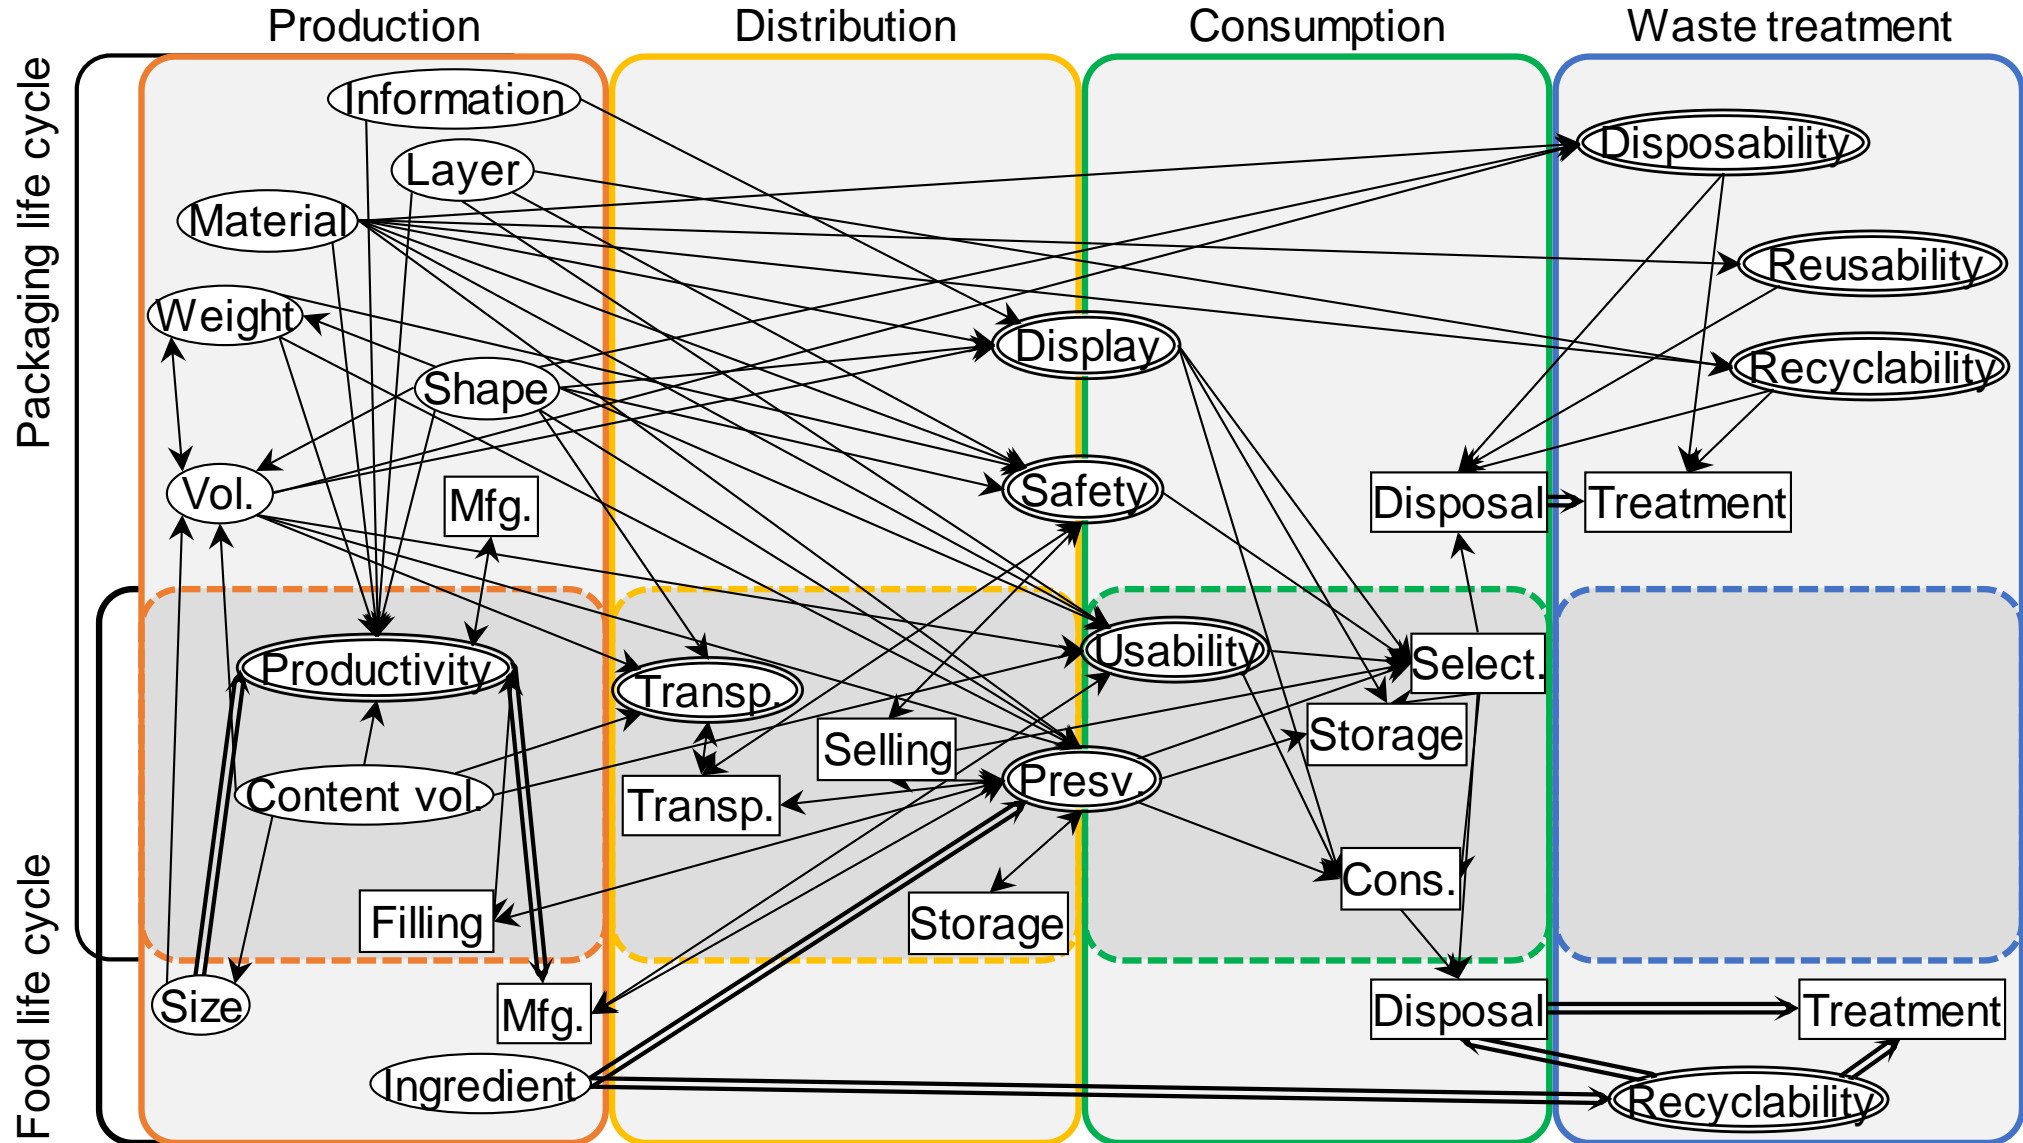 Production
Distribution
Consumption
Waste treatment
Packaging life cycle
Food life cycle
Information
Layer
Material
Weight
Shape
Vol.
Mfg.
Productivity
Content vol.
Filling
Size
Mfg.
Ingredient
Display
Safety
Usability
Transp.
Selling
Transp.
Presv.
Storage
Disposal
Select.
Storage
Cons.
Disposal
Disposability
Reusability
Recyclability
Treatment
Treatment
Recyclability